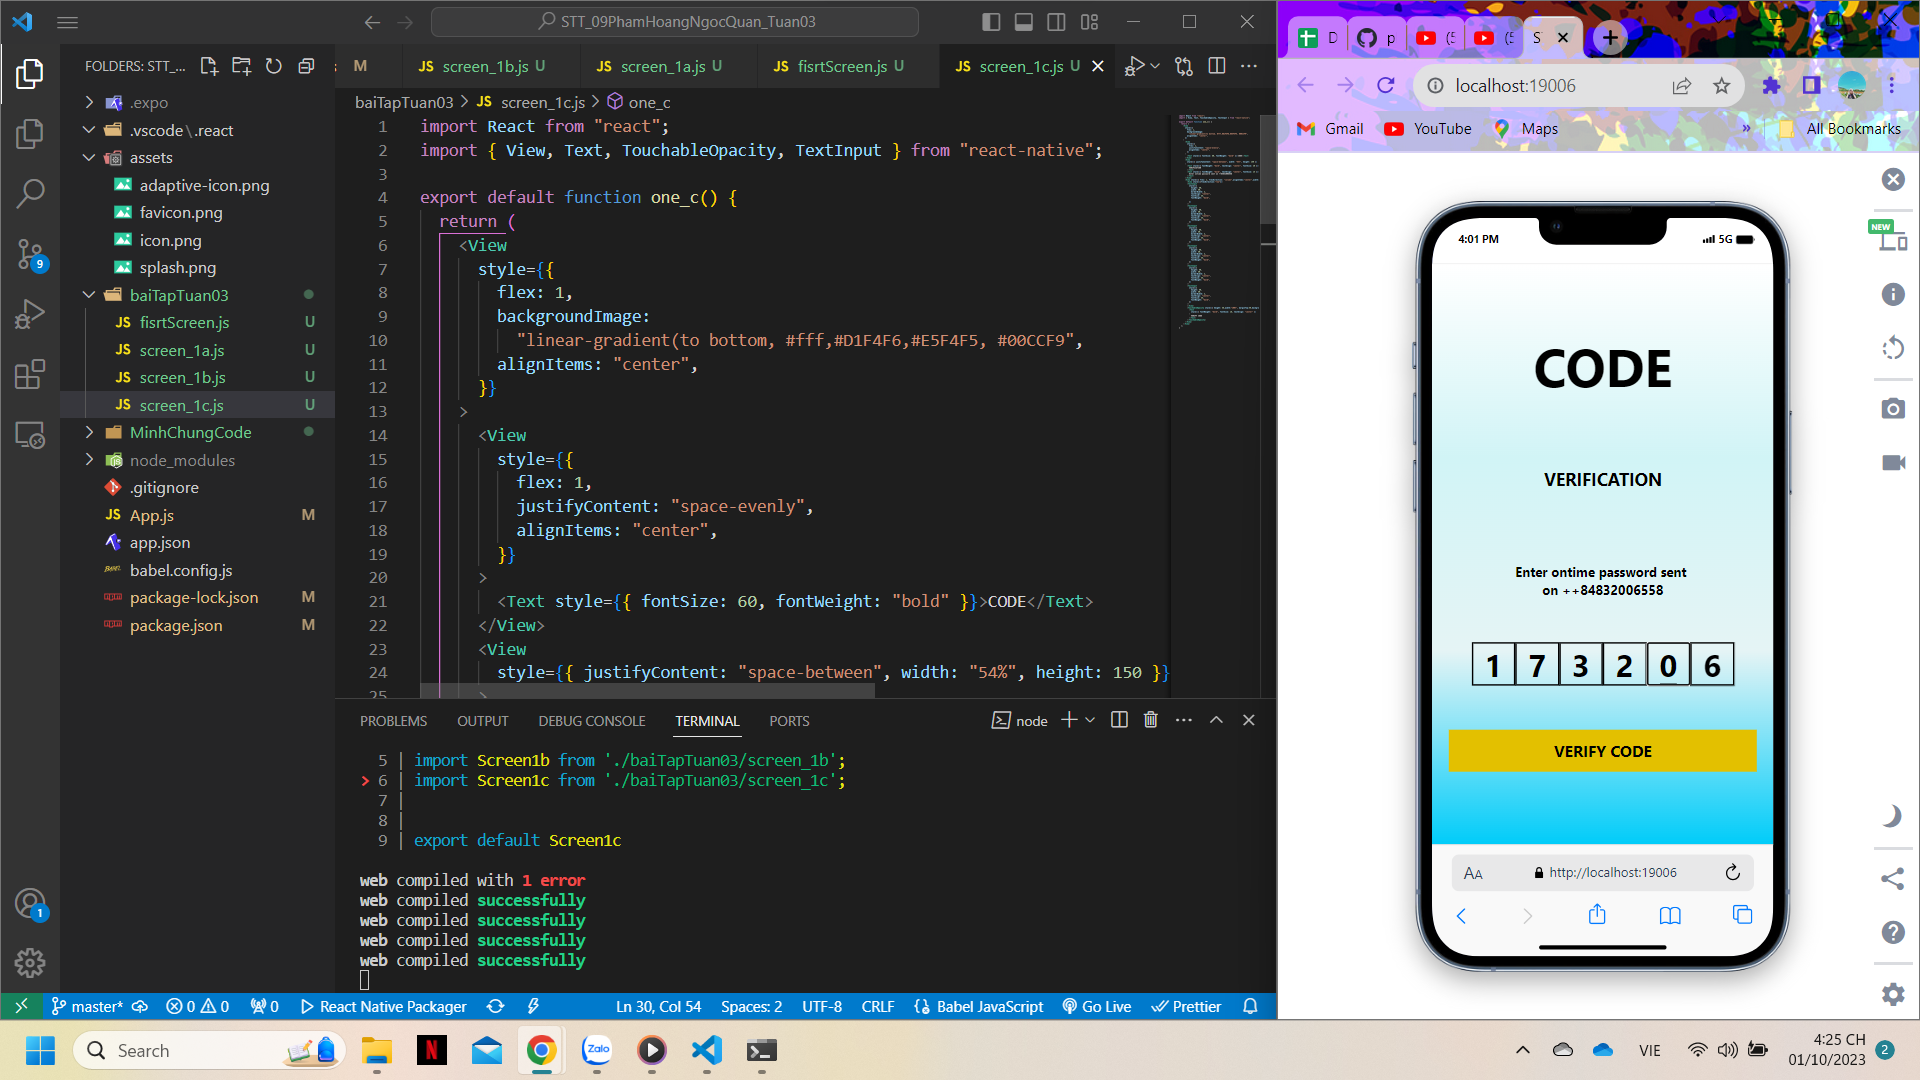 STT_09PhamHoangNgocQuan_Tuan03
FOLDERS: STT_...
.expo
.vscode\.react
assets
adaptive-icon.png
favicon.png
icon.png
splash.png
baiTapTuan03
JS fisrtScreen.js U
JS screen_1a.js U
JS screen_1b.js U
JS screen_1c.js U
MinhChungCode
node_modules
.gitignore
JS App.js M
app.json
babel.config.js
package-lock.json M
package.json M
9
1
M
JS screen_1b.js U
JS screen_1a.js U
JS fisrtScreen.js U
JS screen_1c.js U
baiTapTuan03 > JS screen_1c.js > one_c
1 import React from "react";
2 import { View, Text, TouchableOpacity, TextInput } from "react-native";
3
4 export default function one_c() {
5 return (
6 <View
7 style={{
8 flex: 1,
9 backgroundImage:
10 "linear-gradient(to bottom, #fff,#D1F4F6,#E5F4F5, #00CCF9",
11 alignItems: "center",
12 }}
13 >
14 <View
15 style={{
16 flex: 1,
17 justifyContent: "space-evenly",
18 alignItems: "center",
19 }}
20 >
21 <Text style={{ fontSize: 60, fontWeight: "bold" }}>CODE</Text>
22 </View>
23 <View
24 style={{ justifyContent: "space-between", width: "54%", height: 150 }}
25 >
PROBLEMS OUTPUT DEBUG CONSOLE TERMINAL PORTS
node
5 | import Screen1b from './baiTapTuan03/screen_1b';
> 6 | import Screen1c from './baiTapTuan03/screen_1c';
7 |
8 |
9 | export default Screen1c
web compiled with 1 error
web compiled successfully
web compiled successfully
web compiled successfully
web compiled successfully
master* 0 0 0 React Native Packager
Ln 30, Col 54 Spaces: 2 UTF-8 CRLF Babel JavaScript Go Live Prettier
D p (5 (5 S
localhost:19006
Gmail YouTube Maps » All Bookmarks
NEW
4:01 PM 5G
CODE
VERIFICATION
Enter ontime password sent
on ++84832006558
1 7 3 2 0 6
VERIFY CODE
AA http://localhost:19006
Search
Zalo
VIE
4:25 CH
01/10/2023
2